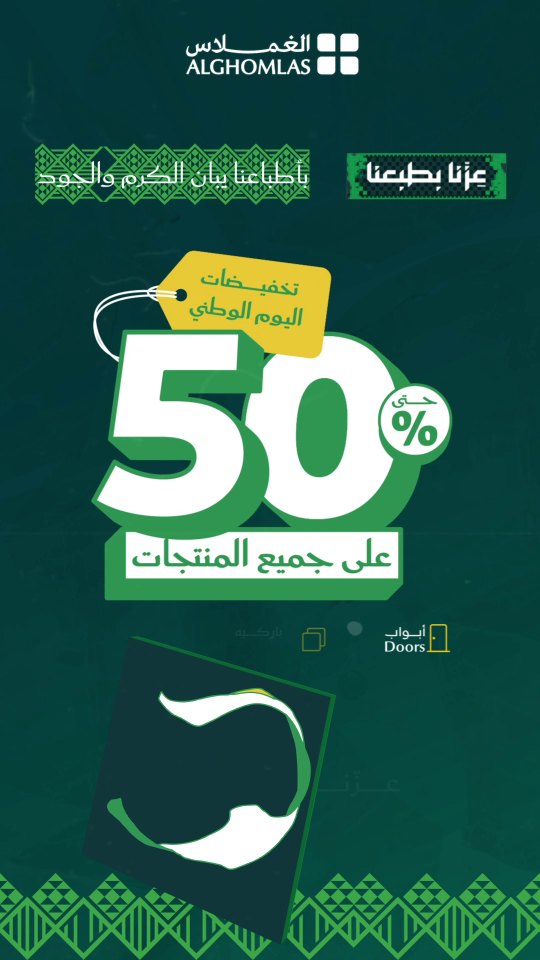 الغملاس
ALGHOMLAS
عزّنا بطبعنا
بأطباعنا يبان الكرم والجود
تخفيضات
اليوم الوطني
حتى
50%
على جميع المنتجات
أبواب
Doors
باركيه